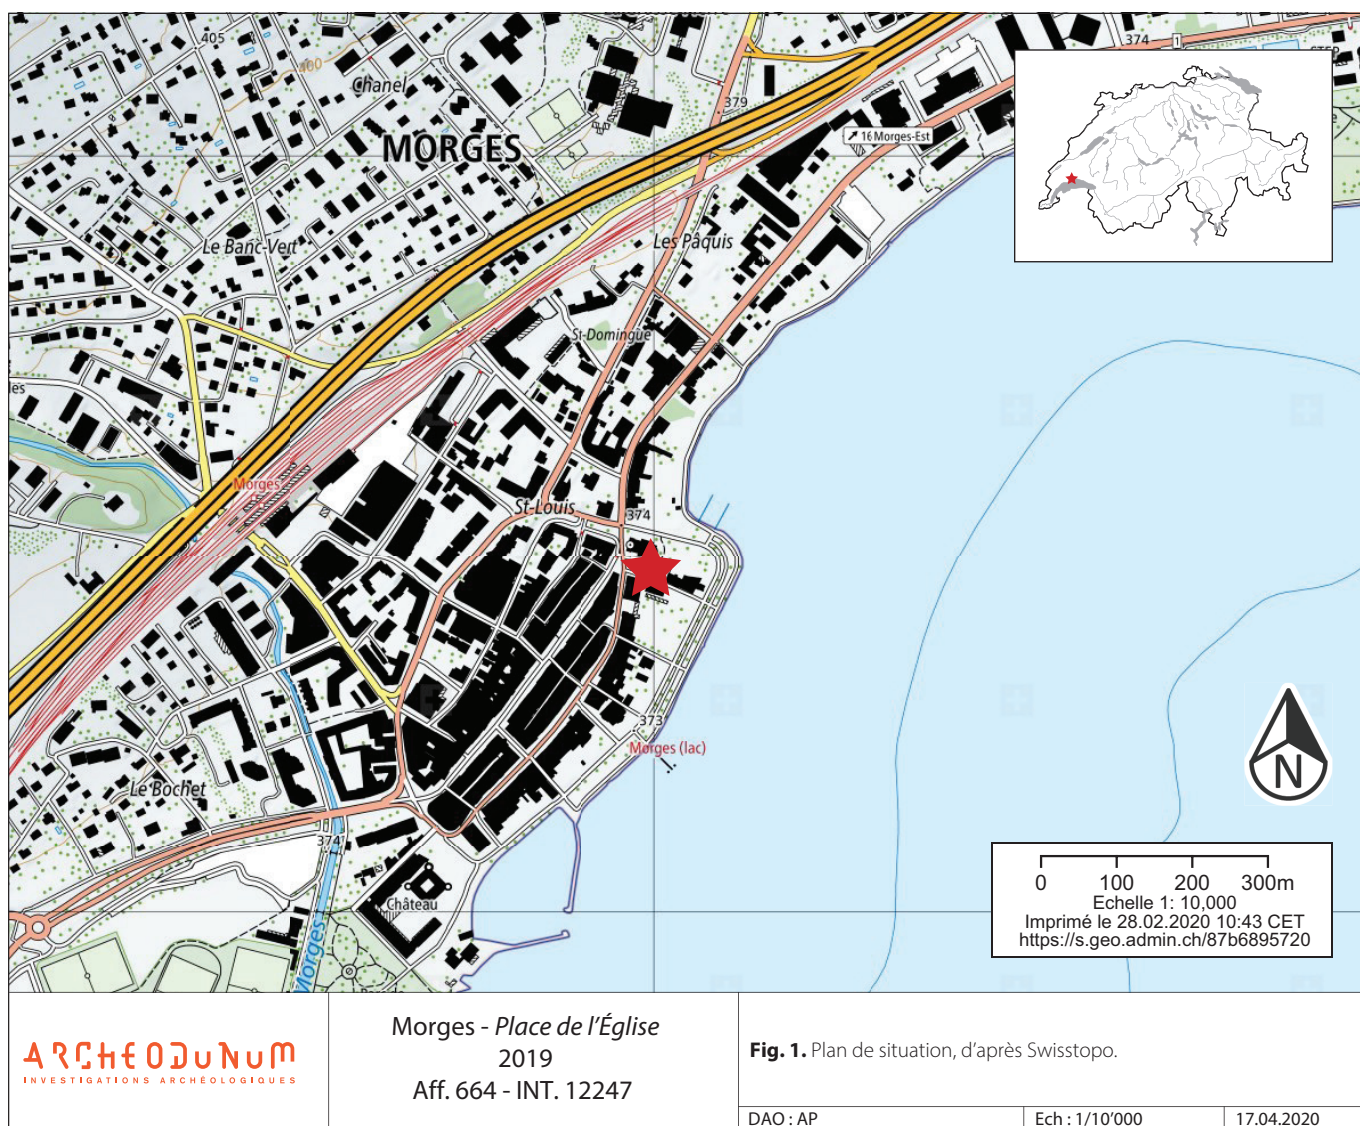 405
400
Chanel
MORGES
379
374
1
STEP
16 Morges-Est
Le Banc-Vert
Les Pâquis
St-Domingue
les
Morges
St-Louis
374
373
Morges (lac)
Le Bochet
374
Château
Morges
N
0 100 200 300m
Echelle 1: 10,000
Imprimé le 28.02.2020 10:43 CET
https://s.geo.admin.ch/87b6895720
ARCHEODUNUM
INVESTIGATIONS ARCHÉOLOGIQUES
Morges - Place de l'Église
2019
Aff. 664 - INT. 12247
Fig. 1. Plan de situation, d'après Swisstopo.
DAO : AP
Ech : 1/10'000
17.04.2020